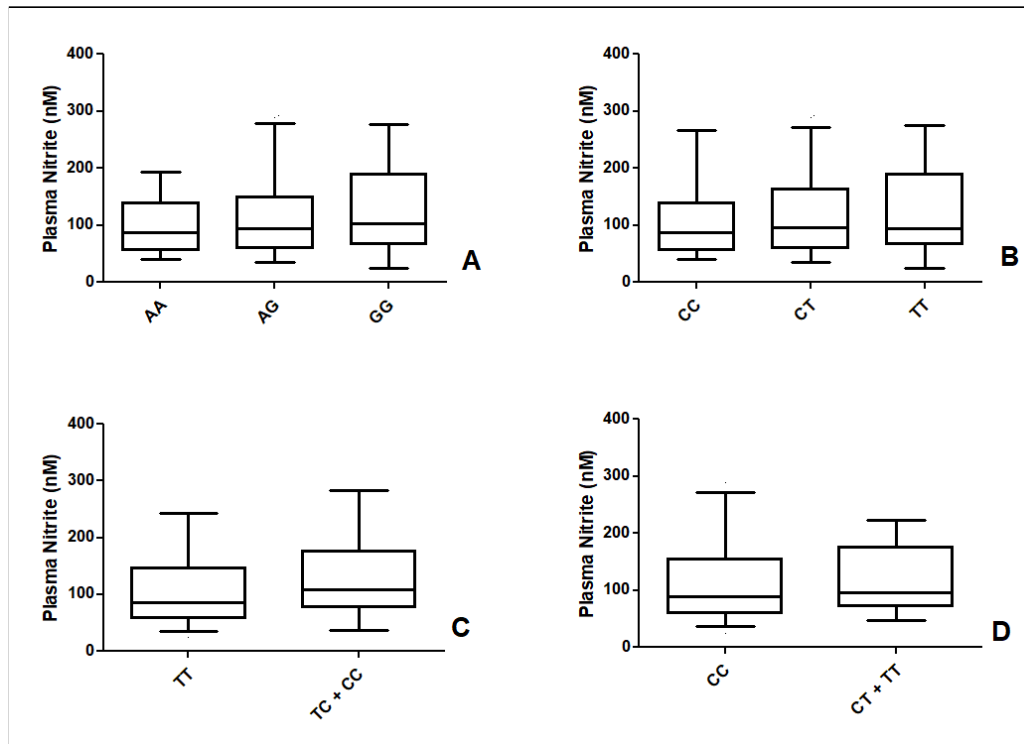 Plasma Nitrite (nM)
400
300
200
100
0
AA
AG
GG
A
Plasma Nitrite (nM)
400
300
200
100
0
CC
CT
TT
B
Plasma Nitrite (nM)
400
300
200
100
0
TT
TC + CC
C
Plasma Nitrite (nM)
400
300
200
100
0
CC
CT + TT
D